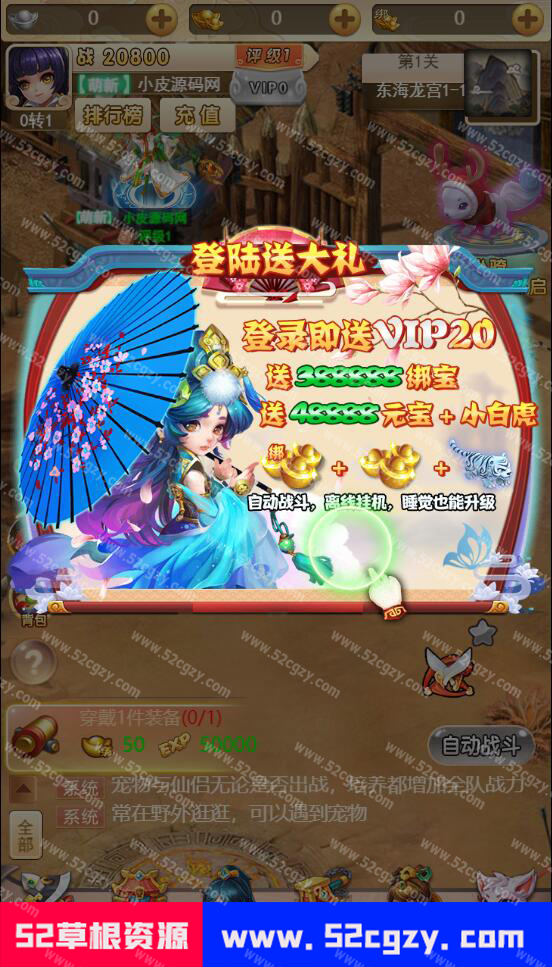 0
0
绑
0
战 20800
评级1
第1关
【萌新】小皮源码网
VIP0
东海龙宫1-1
0转1
排行榜
充值
【萌新】小皮源码网
评级1
启
登陆送大礼
登录即送VIP20
送388888绑宝
送48888元宝+小白虎
绑
+
+
自动战斗，离线挂机，睡觉也能升级
背包
?
穿戴1件装备(0/1)
50
EXP
50000
自动战斗
系统
宠物与仙侣无论是否出战，培养都增加全队战力
系统
常在野外逛逛，可以遇到宠物
全部
52草根资源
www.52cgzy.com